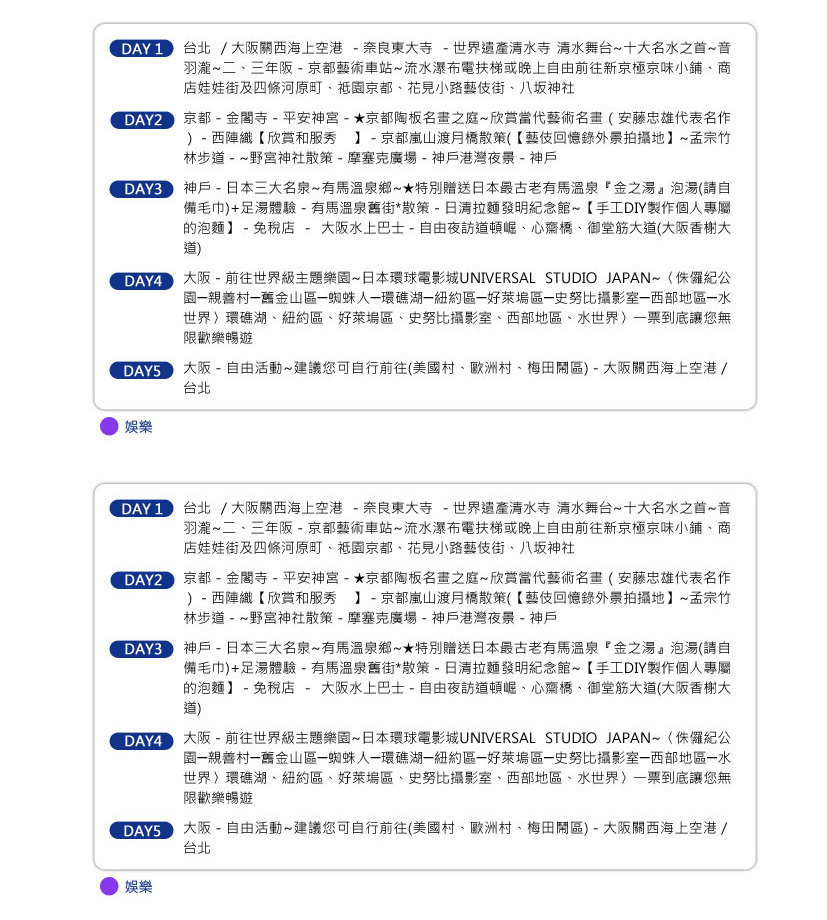 DAY 1 台北 / 大阪關西海上空港 - 奈良東大寺 - 世界遺產清水寺 清水舞台~十大名水之首~音
羽瀧~二、三年阪 - 京都藝術車站~流水瀑布電扶梯或晚上自由前往新京極京味小鋪、商
店娃娃街及四條河原町、祗園京都、花見小路藝伎街、八坂神社
DAY2 京都 - 金閣寺 - 平安神宮 - ★京都陶板名畫之庭~欣賞當代藝術名畫 ( 安藤忠雄代表名作
) - 西陣織【欣賞和服秀 】 - 京都嵐山渡月橋散策(【藝伎回憶錄外景拍攝地】~孟宗竹
林步道 - ~野宮神社散策 - 摩塞克廣場 - 神戶港灣夜景 - 神戶
DAY3 神戶 - 日本三大名泉~有馬溫泉鄉~★特別贈送日本最古老有馬溫泉『金之湯』泡湯(請自
備毛巾)+足湯體驗 - 有馬溫泉舊街*散策 - 日清拉麵發明紀念館~【手工DIY製作個人專屬
的泡麵】 - 免稅店 - 大阪水上巴士 - 自由夜訪道頓崛、心齋橋、御堂筋大道(大阪香榭大
道)
DAY4 大阪 - 前往世界級主題樂園~日本環球電影城UNIVERSAL STUDIO JAPAN~〈侏儸紀公
園─親善村─舊金山區─蜘蛛人─環礁湖─紐約區─好萊塢區─史努比攝影室─西部地區─水
世界〉環礁湖、紐約區、好萊塢區、史努比攝影室、西部地區、水世界〉一票到底讓您無
限歡樂暢遊
DAY5 大阪 - 自由活動~建議您可自行前往(美國村、歐洲村、梅田鬧區) - 大阪關西海上空港 /
台北
娛樂
DAY 1 台北 / 大阪關西海上空港 - 奈良東大寺 - 世界遺產清水寺 清水舞台~十大名水之首~音
羽瀧~二、三年阪 - 京都藝術車站~流水瀑布電扶梯或晚上自由前往新京極京味小鋪、商
店娃娃街及四條河原町、祗園京都、花見小路藝伎街、八坂神社
DAY2 京都 - 金閣寺 - 平安神宮 - ★京都陶板名畫之庭~欣賞當代藝術名畫 ( 安藤忠雄代表名作
) - 西陣織【欣賞和服秀 】 - 京都嵐山渡月橋散策(【藝伎回憶錄外景拍攝地】~孟宗竹
林步道 - ~野宮神社散策 - 摩塞克廣場 - 神戶港灣夜景 - 神戶
DAY3 神戶 - 日本三大名泉~有馬溫泉鄉~★特別贈送日本最古老有馬溫泉『金之湯』泡湯(請自
備毛巾)+足湯體驗 - 有馬溫泉舊街*散策 - 日清拉麵發明紀念館~【手工DIY製作個人專屬
的泡麵】 - 免稅店 - 大阪水上巴士 - 自由夜訪道頓崛、心齋橋、御堂筋大道(大阪香榭大
道)
DAY4 大阪 - 前往世界級主題樂園~日本環球電影城UNIVERSAL STUDIO JAPAN~〈侏儸紀公
園─親善村─舊金山區─蜘蛛人─環礁湖─紐約區─好萊塢區─史努比攝影室─西部地區─水
世界〉環礁湖、紐約區、好萊塢區、史努比攝影室、西部地區、水世界〉一票到底讓您無
限歡樂暢遊
DAY5 大阪 - 自由活動~建議您可自行前往(美國村、歐洲村、梅田鬧區) - 大阪關西海上空港 /
台北
娛樂